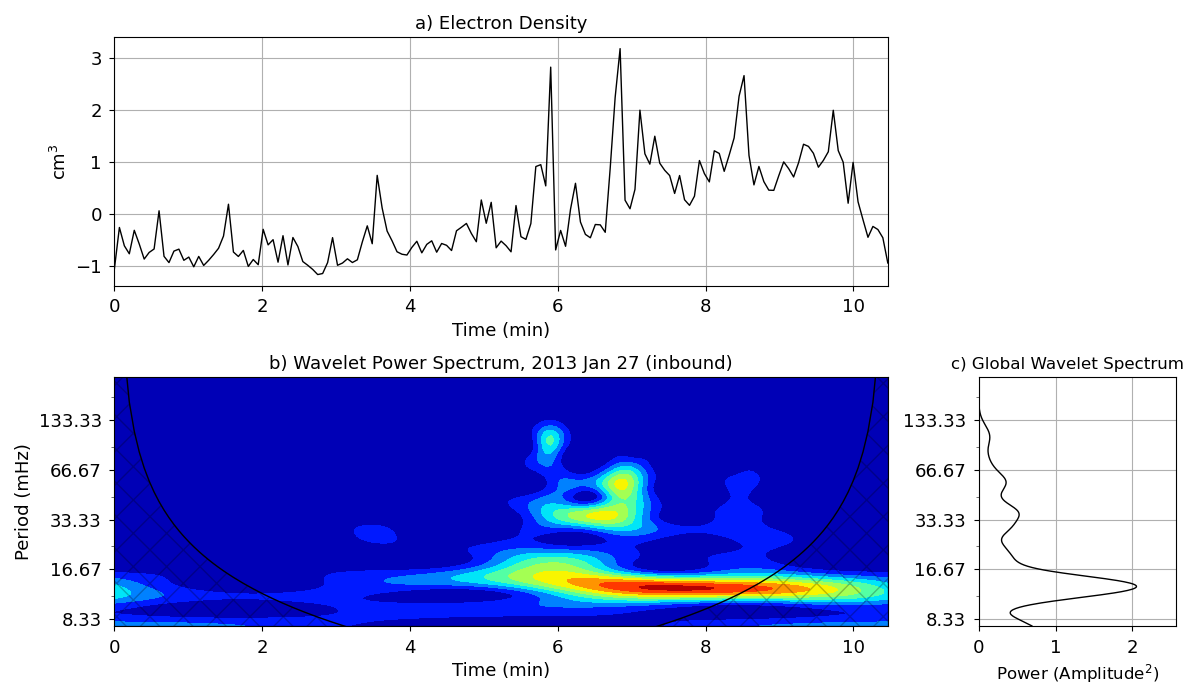 a) Electron Density
3
2
1
0
−1
cm³
0 2 4 6 8 10
Time (min)
b) Wavelet Power Spectrum, 2013 Jan 27 (inbound)
133.33
66.67
33.33
16.67
8.33
Period (mHz)
0 2 4 6 8 10
Time (min)
c) Global Wavelet Spectrum
133.33
66.67
33.33
16.67
8.33
0 1 2
Power (Amplitude²)